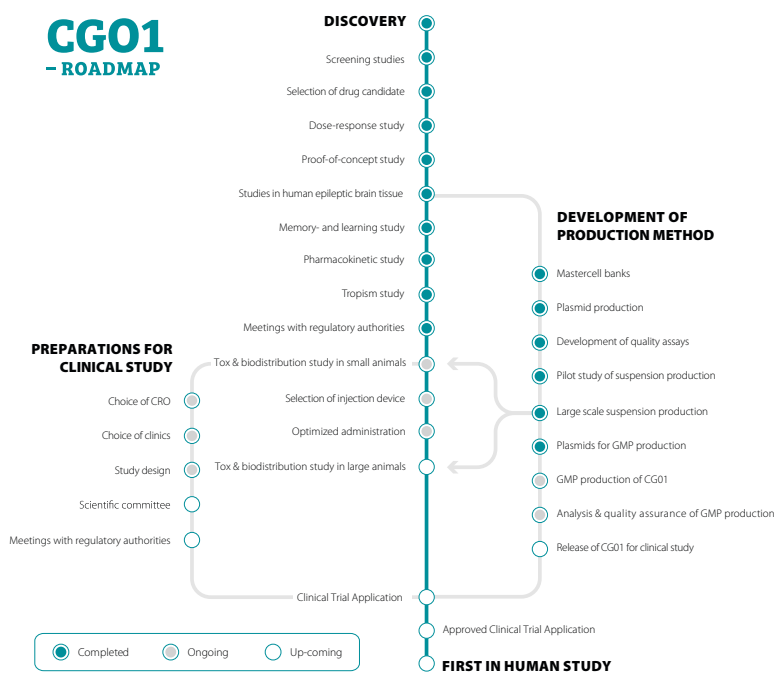 CGO1
– ROADMAP
DISCOVERY
Screening studies
Selection of drug candidate
Dose-response study
Proof-of-concept study
Studies in human epileptic brain tissue
Memory- and learning study
Pharmacokinetic study
Tropism study
Meetings with regulatory authorities
Tox & biodistribution study in small animals
Selection of injection device
Optimized administration
Tox & biodistribution study in large animals
Clinical Trial Application
Approved Clinical Trial Application
FIRST IN HUMAN STUDY
DEVELOPMENT OF
PRODUCTION METHOD
Mastercell banks
Plasmid production
Development of quality assays
Pilot study of suspension production
Large scale suspension production
Plasmids for GMP production
GMP production of CG01
Analysis & quality assurance of GMP production
Release of CG01 for clinical study
PREPARATIONS FOR
CLINICAL STUDY
Choice of CRO
Choice of clinics
Study design
Scientific committee
Meetings with regulatory authorities
Completed
Ongoing
Up-coming